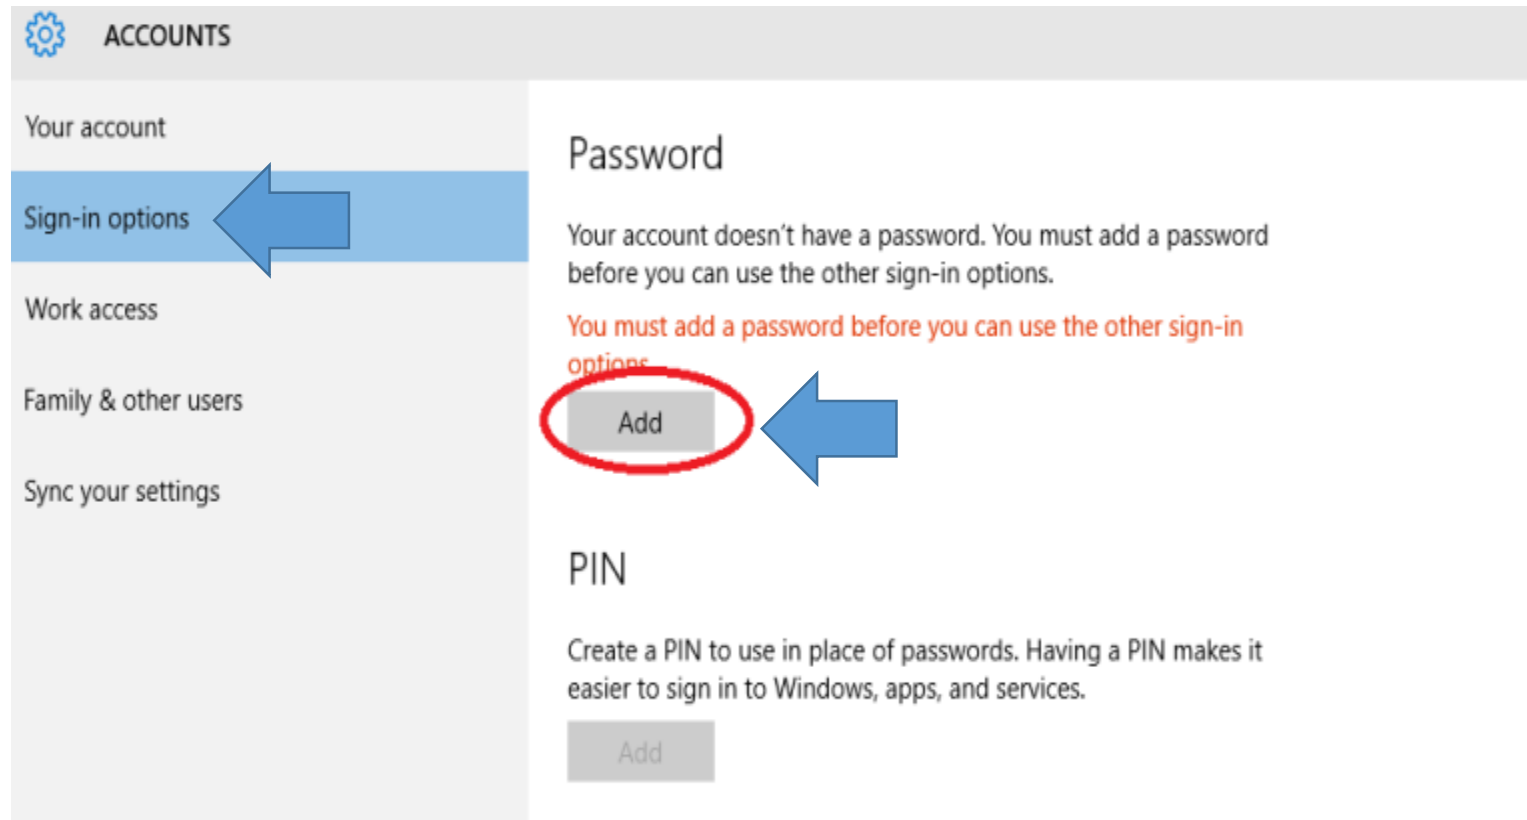 ACCOUNTS
Your account
Sign-in options
Work access
Family & other users
Sync your settings
Password
Your account doesn't have a password. You must add a password
before you can use the other sign-in options.
You must add a password before you can use the other sign-in
options.
Add
PIN
Create a PIN to use in place of passwords. Having a PIN makes it
easier to sign in to Windows, apps, and services.
Add